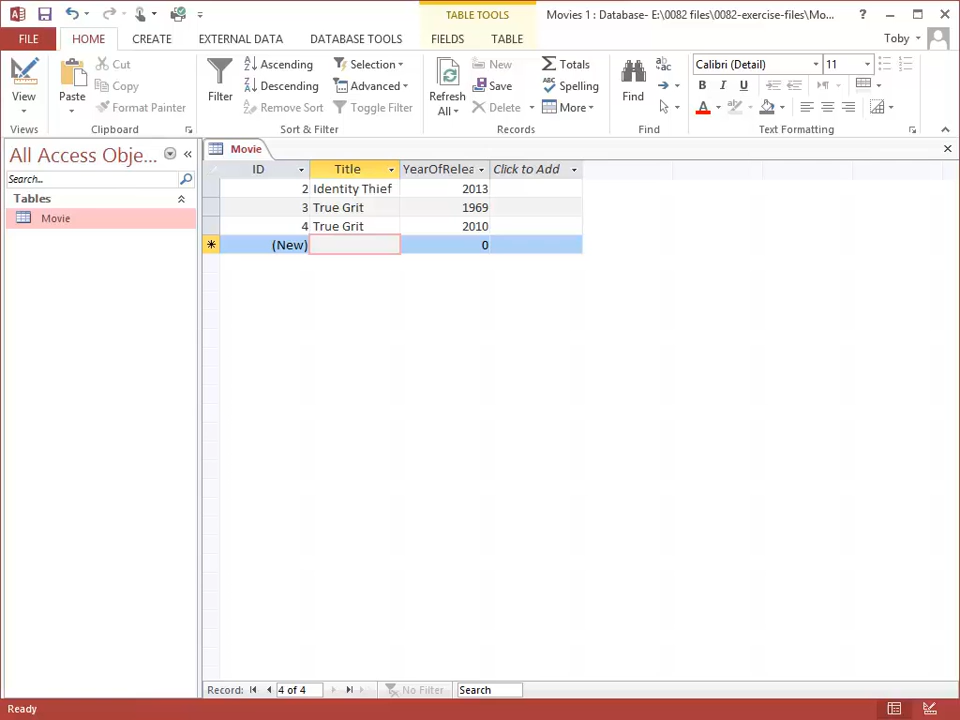 TABLE TOOLS
Movies 1 : Database- E:\0082 files\0082-exercise-files\Mo...
?
FILE HOME CREATE EXTERNAL DATA DATABASE TOOLS FIELDS TABLE Toby
View
Views
Paste
Cut
Copy
Format Painter
Clipboard
Filter
Ascending
Descending
Remove Sort
Selection
Advanced
Toggle Filter
Sort & Filter
Refresh
All
New
Save
Delete
Totals
Spelling
More
Records
Find
Find
Calibri (Detail) 11
B I U
A
Text Formatting
All Access Obje... «
Search...
Tables
Movie
Movie
ID Title YearOfRelea Click to Add
2 Identity Thief 2013
3 True Grit 1969
4 True Grit 2010
(New) 0
Record: 4 of 4 No Filter Search
Ready